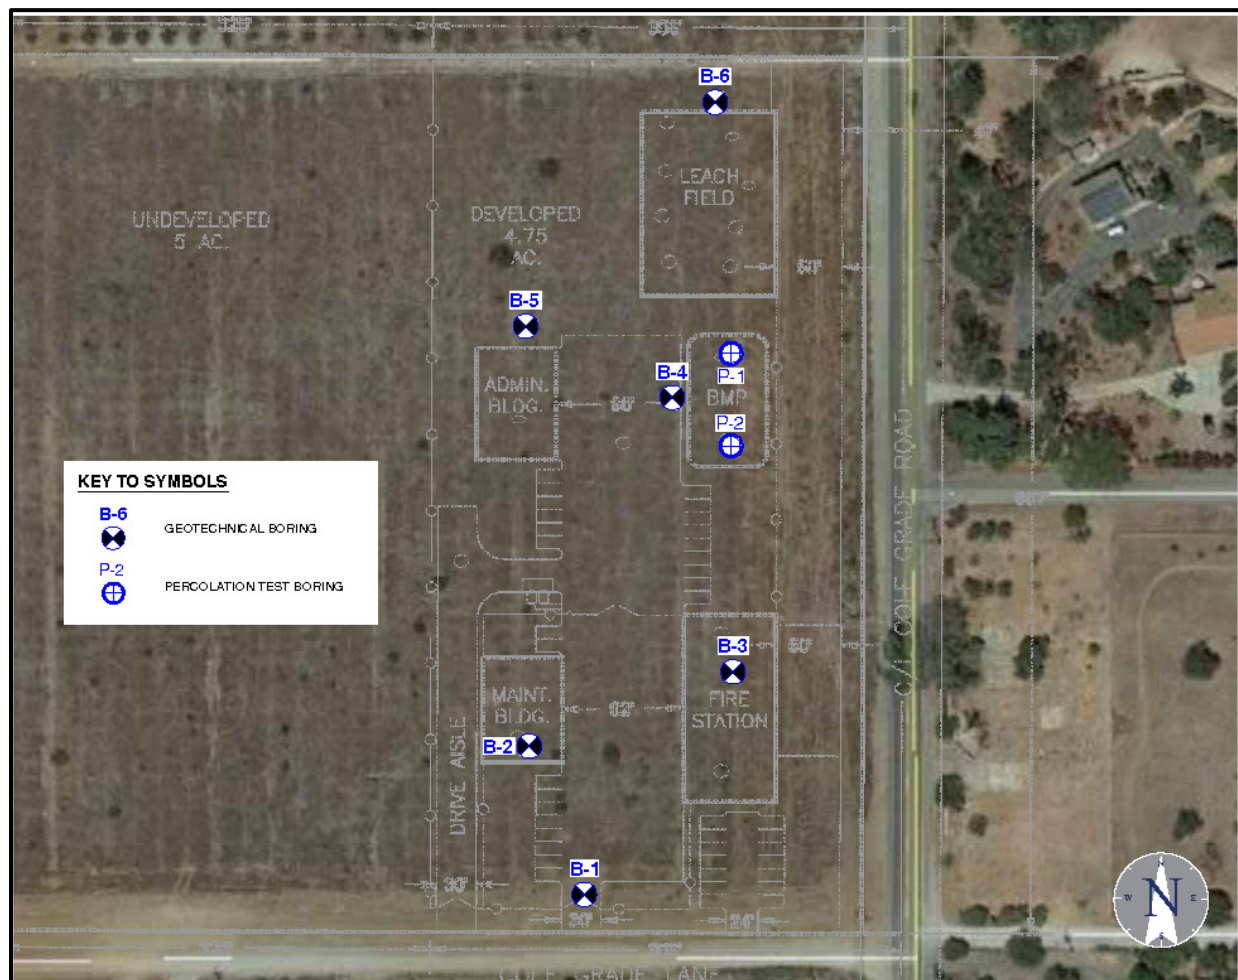 B-6
LEACH
FIELD
UNDEVELOPED
5 AC.
DEVELOPED
4.75
AC.
60'
B-5
B-4
P-1
ADMIN.
BLDG.
BMP
P-2
KEY TO SYMBOLS
B-6
GEOTECHNICAL BORING
P-2
PERCOLATION TEST BORING
C/L COLE GRADE ROAD
B-3
FIRE
STATION
MAINT.
BLDG.
B-2
DRIVE AISLE
B-1
30'
N
W
E
S
N
COLE GRADE LANE